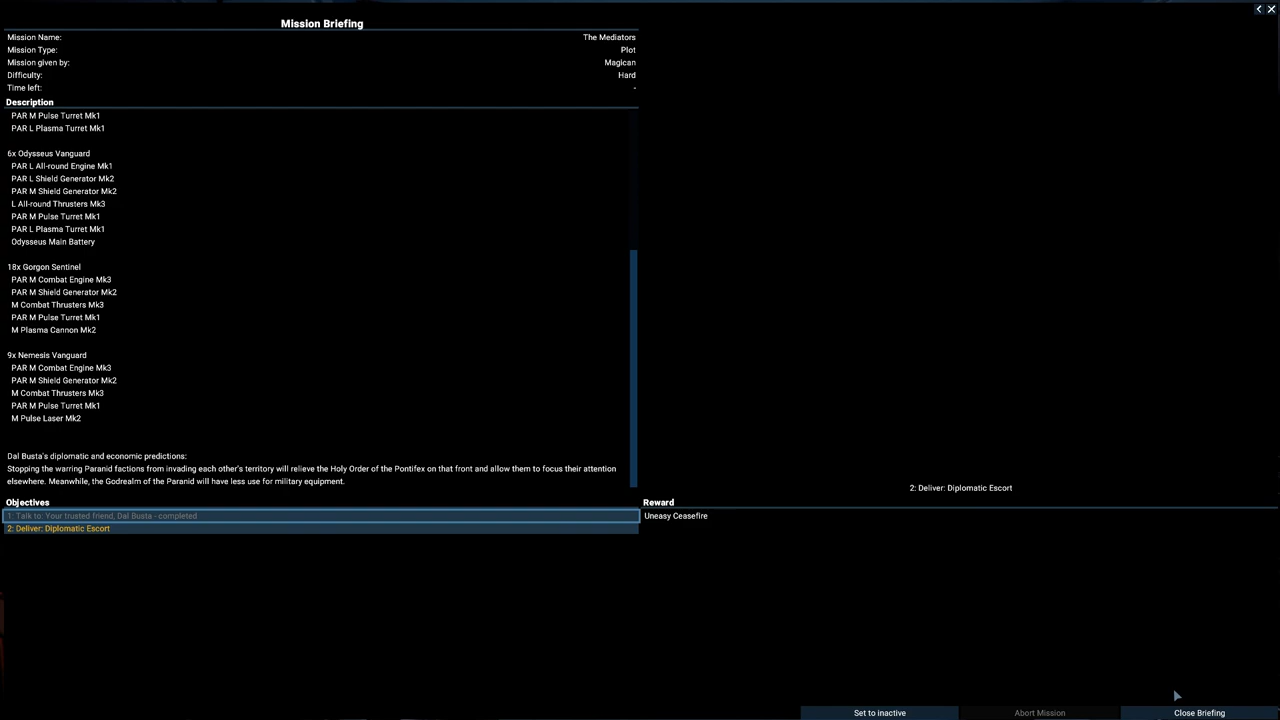 Mission Briefing
Mission Name: The Mediators
Mission Type: Plot
Mission given by: Magican
Difficulty: Hard
Time left: -
Description
PAR M Pulse Turret Mk1
PAR L Plasma Turret Mk1
6x Odysseus Vanguard
PAR L All-round Engine Mk1
PAR L Shield Generator Mk2
PAR M Shield Generator Mk2
L All-round Thrusters Mk3
PAR M Pulse Turret Mk1
PAR L Plasma Turret Mk1
Odysseus Main Battery
18x Gorgon Sentinel
PAR M Combat Engine Mk3
PAR M Shield Generator Mk2
M Combat Thrusters Mk3
PAR M Pulse Turret Mk1
M Plasma Cannon Mk2
9x Nemesis Vanguard
PAR M Combat Engine Mk3
PAR M Shield Generator Mk2
M Combat Thrusters Mk3
PAR M Pulse Turret Mk1
M Pulse Laser Mk2
Dal Busta's diplomatic and economic predictions:
Stopping the warring Paranid factions from invading each other's territory will relieve the Holy Order of the Pontifex on that front and allow them to focus their attention
elsewhere. Meanwhile, the Godrealm of the Paranid will have less use for military equipment.
2: Deliver: Diplomatic Escort
Objectives
1: Talk to: Your trusted friend, Dal Busta - completed
2: Deliver: Diplomatic Escort
Reward
Uneasy Ceasefire
Set to inactive
Abort Mission
Close Briefing